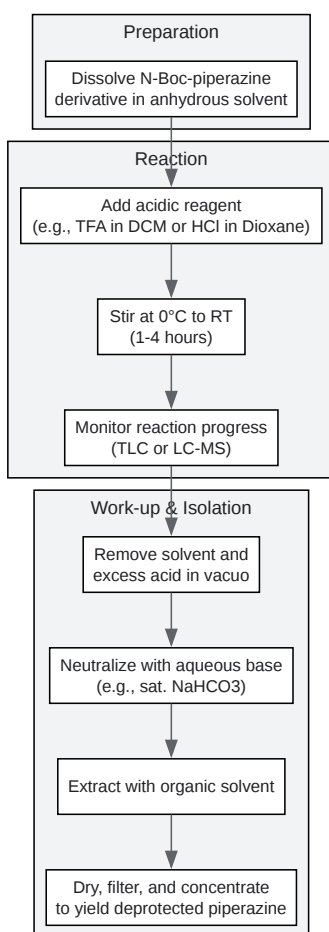 Preparation
Dissolve N-Boc-piperazine
derivative in anhydrous solvent
Reaction
Add acidic reagent
(e.g., TFA in DCM or HCl in Dioxane)
Stir at 0°C to RT
(1-4 hours)
Monitor reaction progress
(TLC or LC-MS)
Work-up & Isolation
Remove solvent and
excess acid in vacuo
Neutralize with aqueous base
(e.g., sat. NaHCO3)
Extract with organic solvent
Dry, filter, and concentrate
to yield deprotected piperazine